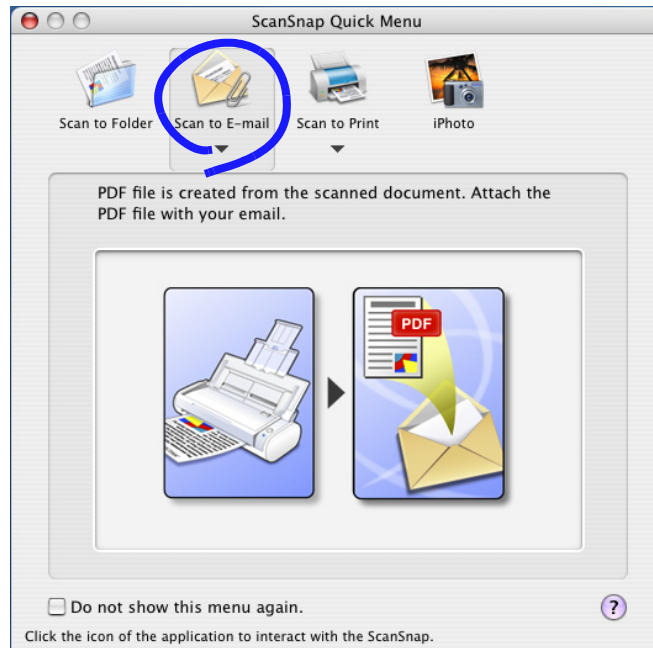 ScanSnap Quick Menu
Scan to Folder
Scan to E-mail
Scan to Print
iPhoto
PDF file is created from the scanned document. Attach the
PDF file with your email.
PDF
Do not show this menu again.
?
Click the icon of the application to interact with the ScanSnap.